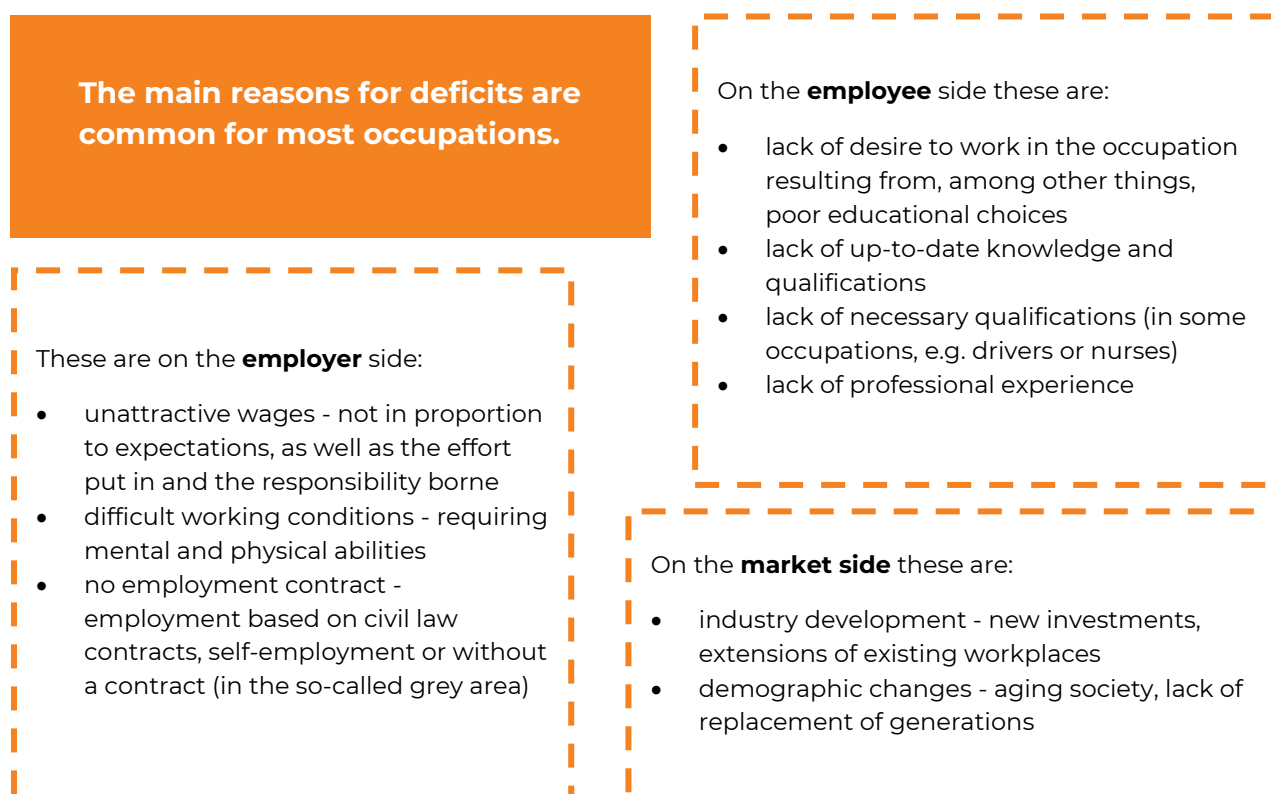 The main reasons for deficits are
common for most occupations.
On the employee side these are:
• lack of desire to work in the occupation
resulting from, among other things,
poor educational choices
• lack of up-to-date knowledge and
qualifications
• lack of necessary qualifications (in some
occupations, e.g. drivers or nurses)
• lack of professional experience
These are on the employer side:
• unattractive wages - not in proportion
to expectations, as well as the effort
put in and the responsibility borne
• difficult working conditions - requiring
mental and physical abilities
• no employment contract -
employment based on civil law
contracts, self-employment or without
a contract (in the so-called grey area)
On the market side these are:
• industry development - new investments,
extensions of existing workplaces
• demographic changes - aging society, lack of
replacement of generations